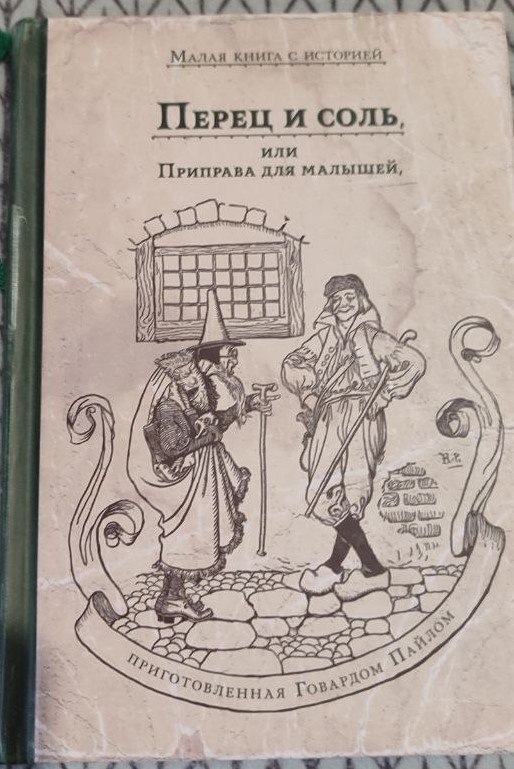 Малая книга с историей
Перец и соль,
или
Приправа для малышей,
H.P.
приготовленная Говардом Пайлом